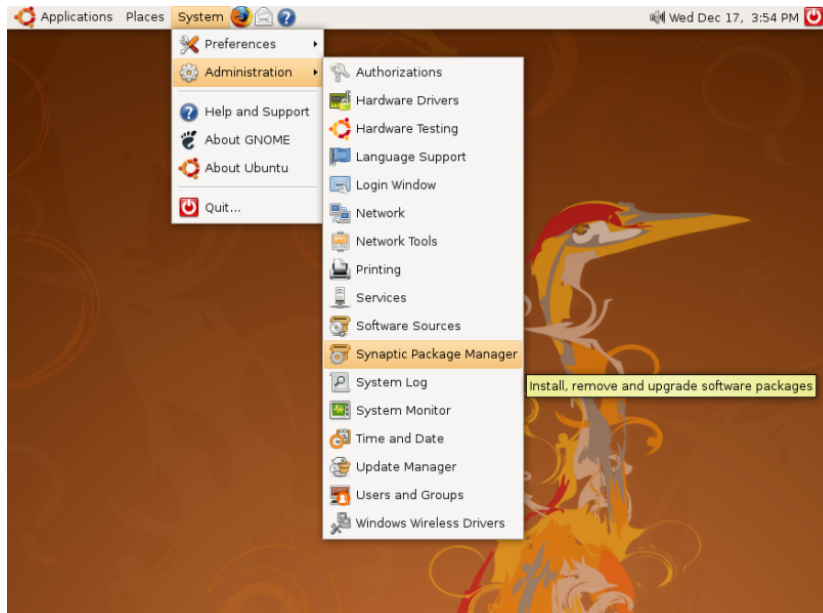 Applications Places System Wed Dec 17, 3:54 PM
Preferences
Administration
Help and Support
About GNOME
About Ubuntu
Quit...
Authorizations
Hardware Drivers
Hardware Testing
Language Support
Login Window
Network
Network Tools
Printing
Services
Software Sources
Synaptic Package Manager
System Log
System Monitor
Time and Date
Update Manager
Users and Groups
Windows Wireless Drivers
Install, remove and upgrade software packages